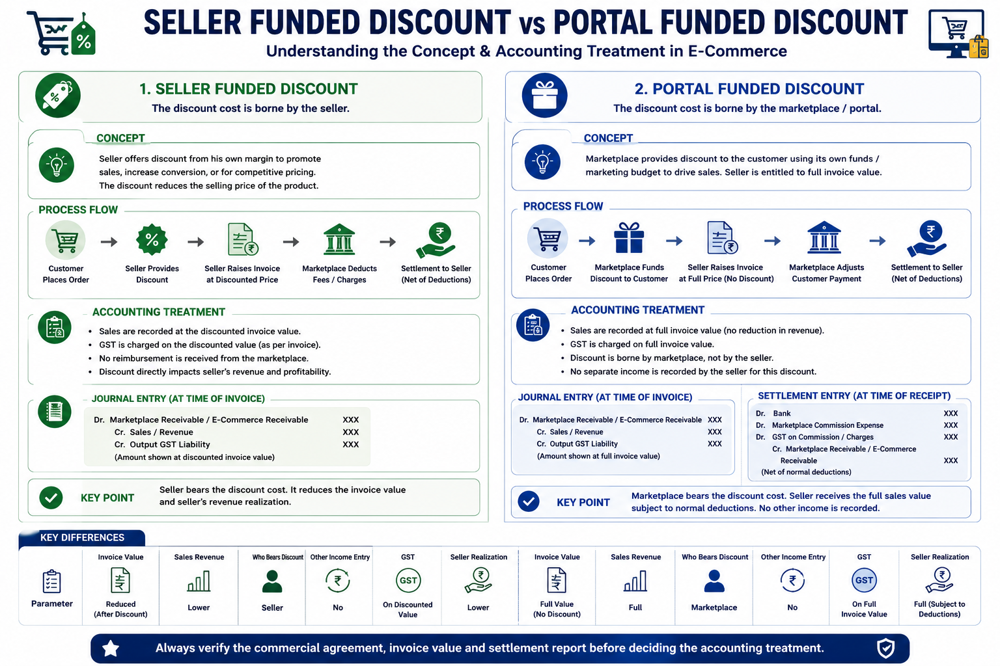 SELLER FUNDED DISCOUNT vs PORTAL FUNDED DISCOUNT
Understanding the Concept & Accounting Treatment in E-Commerce
%
1. SELLER FUNDED DISCOUNT
The discount cost is borne by the seller.
%
CONCEPT
Seller offers discount from his own margin to promote
sales, increase conversion, or for competitive pricing.
The discount reduces the selling price of the product.
PROCESS FLOW
%
₹
₹
Customer
Places Order
Seller Provides
Discount
Seller Raises Invoice
at Discounted Price
Marketplace Deducts
Fees / Charges
Settlement to Seller
(Net of Deductions)
ACCOUNTING TREATMENT
• Sales are recorded at the discounted invoice value.
• GST is charged on the discounted value (as per invoice).
• No reimbursement is received from the marketplace.
• Discount directly impacts seller's revenue and profitability.
JOURNAL ENTRY (AT TIME OF INVOICE)
Dr. Marketplace Receivable / E-Commerce Receivable XXX
Cr. Sales / Revenue XXX
Cr. Output GST Liability XXX
(Amount shown at discounted invoice value)
KEY POINT
Seller bears the discount cost. It reduces the invoice value
and seller's revenue realization.
2. PORTAL FUNDED DISCOUNT
The discount cost is borne by the marketplace / portal.
CONCEPT
Marketplace provides discount to the customer using its own funds /
marketing budget to drive sales. Seller is entitled to full invoice value.
PROCESS FLOW
₹
₹
Customer
Places Order
Marketplace Funds
Discount to Customer
Seller Raises Invoice
at Full Price (No Discount)
Marketplace Adjusts
Customer Payment
Settlement to Seller
(Net of Deductions)
ACCOUNTING TREATMENT
• Sales are recorded at full invoice value (no reduction in revenue).
• GST is charged on full invoice value.
• Discount is borne by marketplace, not by the seller.
• No separate income is recorded by the seller for this discount.
JOURNAL ENTRY (AT TIME OF INVOICE)
Dr. Marketplace Receivable / E-Commerce Receivable XXX
Cr. Sales / Revenue XXX
Cr. Output GST Liability XXX
(Amount shown at full invoice value)
SETTLEMENT ENTRY (AT TIME OF RECEIPT)
Dr. Bank XXX
Dr. Marketplace Commission Expense XXX
Dr. GST on Commission / Charges XXX
Cr. Marketplace Receivable / E-Commerce
Receivable XXX
(Net of normal deductions)
KEY POINT
Marketplace bears the discount cost. Seller receives the full sales value
subject to normal deductions. No other income is recorded.
KEY DIFFERENCES
Parameter
Invoice Value
₹
Reduced
(After Discount)
Sales Revenue
Lower
Who Bears Discount
Seller
Other Income Entry
₹
No
GST
GST
On Discounted
Value
Seller Realization
₹
Lower
Invoice Value
₹
Full Value
(No Discount)
Sales Revenue
Full
Who Bears Discount
Marketplace
Other Income Entry
₹
No
GST
GST
On Full
Invoice Value
Seller Realization
₹
Full (Subject to
Deductions)
Always verify the commercial agreement, invoice value and settlement report before deciding the accounting treatment.